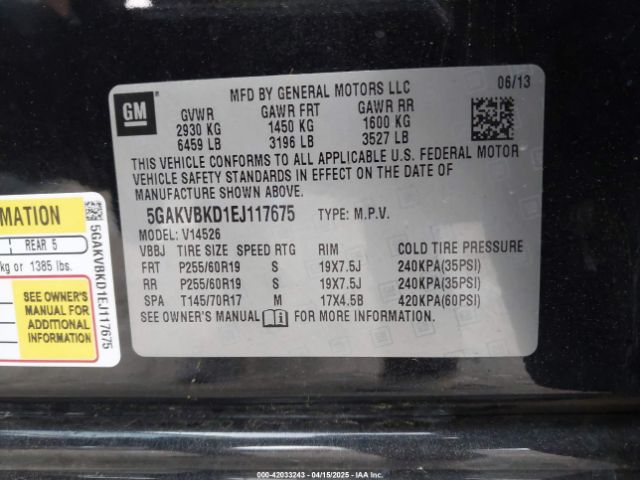 MFD BY GENERAL MOTORS LLC 06/13
GM
GVWR GAWR FRT GAWR RR
2930 KG 1450 KG 1600 KG
6459 LB 3196 LB 3527 LB
THIS VEHICLE CONFORMS TO ALL APPLICABLE U.S. FEDERAL MOTOR
VEHICLE SAFETY STANDARDS IN EFFECT ON THE DATE OF
MANUFACTURE SHOWN ABOVE.
5GAKVBKD1EJ117675 TYPE: M.P.V.
MODEL: V14526
VBBJ TIRE SIZE SPEED RTG RIM COLD TIRE PRESSURE
FRT P255/60R19 S 19X7.5J 240KPA(35PSI)
RR P255/60R19 S 19X7.5J 240KPA(35PSI)
SPA T145/70R17 M 17X4.5B 420KPA(60PSI)
SEE OWNER'S MANUAL FOR MORE INFORMATION.
REAR 5
kg or 1385 lbs.
SEE OWNER'S
MANUAL FOR
ADDITIONAL
INFORMATION
5GAKVBKD1EJ117675
000-42033243 - 04/15/2025 - IAAI.CA